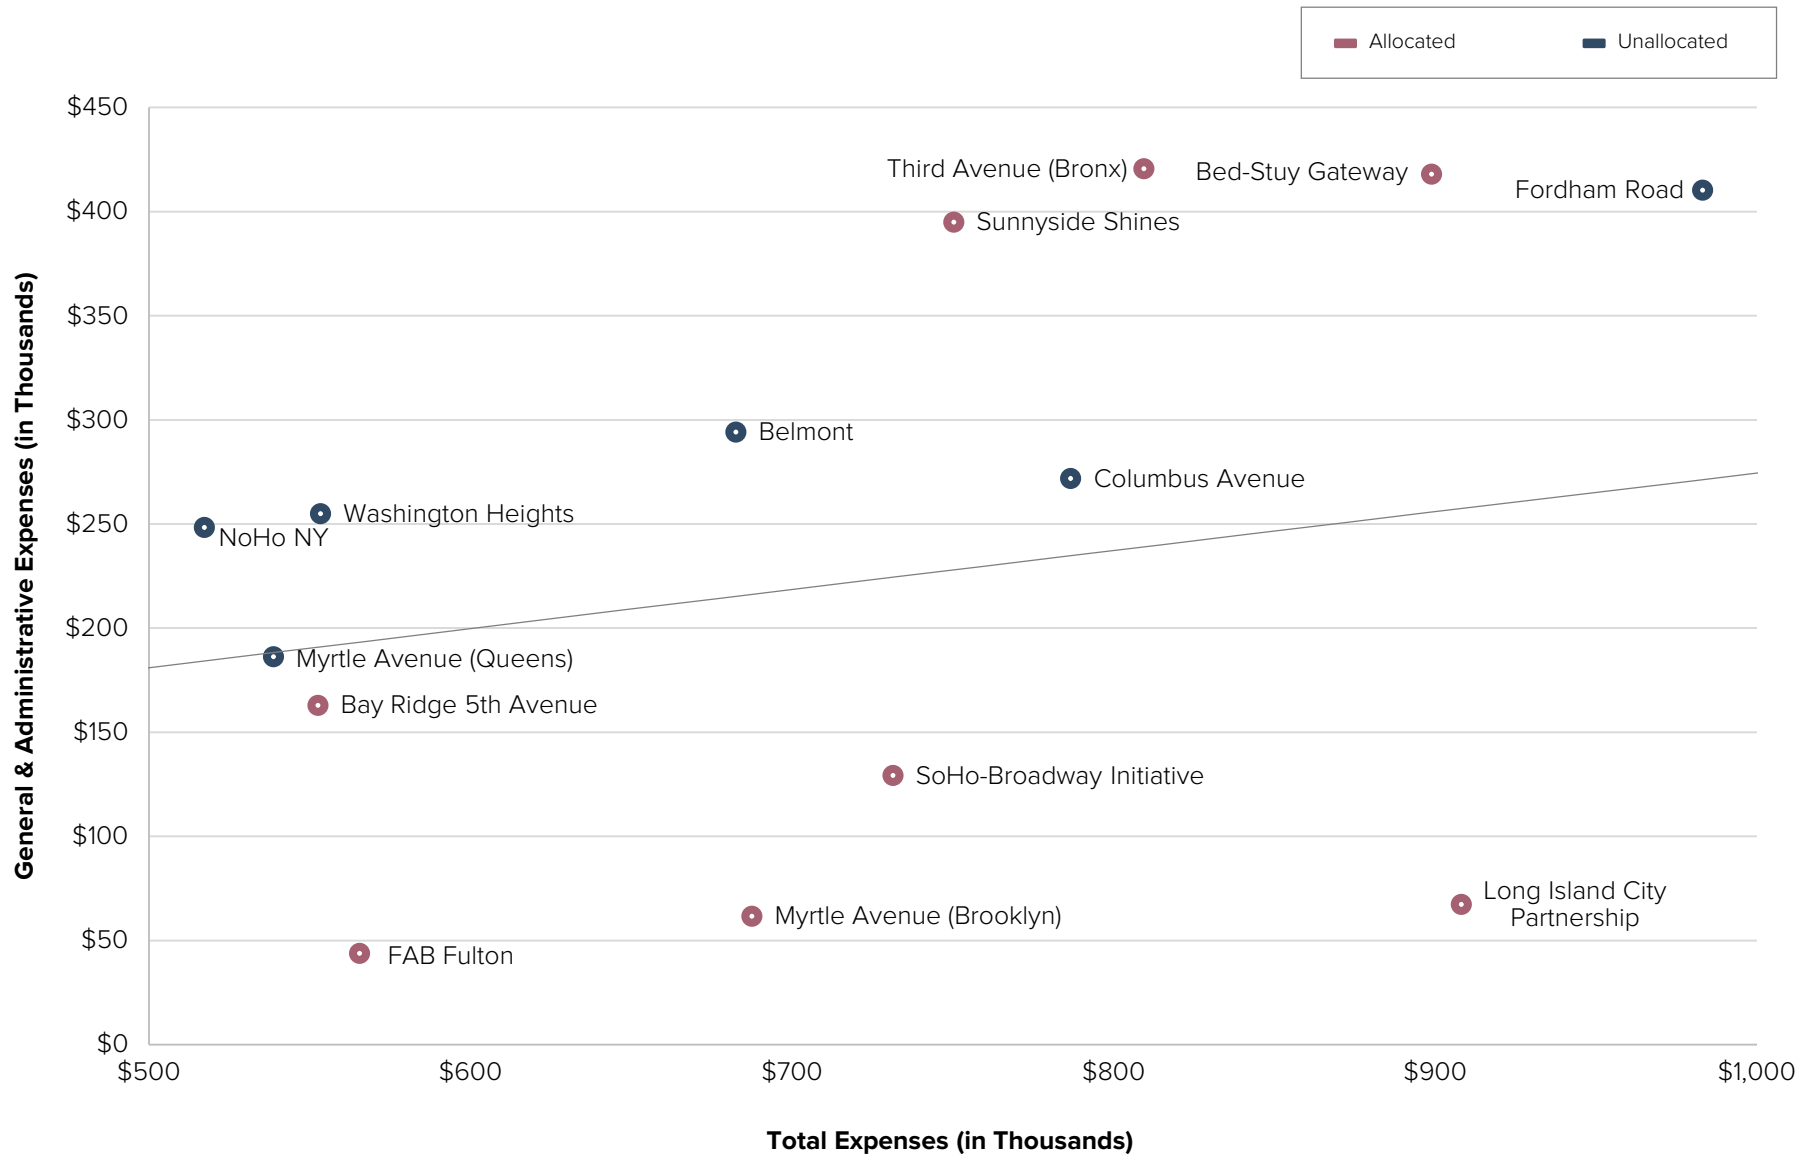 Allocated
Unallocated
$450
Third Avenue (Bronx)
Bed-Stuy Gateway
Fordham Road
$400
Sunnyside Shines
$350
$300
Belmont
Columbus Avenue
Washington Heights
$250
NoHo NY
$200
Myrtle Avenue (Queens)
Bay Ridge 5th Avenue
$150
SoHo-Broadway Initiative
$100
Long Island City
Partnership
Myrtle Avenue (Brooklyn)
$50
FAB Fulton
$0
$500
$600
$700
$800
$900
$1,000
General & Administrative Expenses (in Thousands)
Total Expenses (in Thousands)